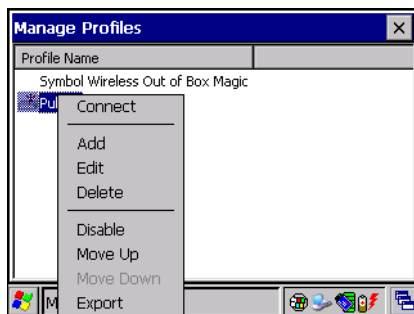 Manage Profiles
Profile Name
Symbol Wireless Out of Box Magic
Connect
Add
Edit
Delete
Disable
Move Up
Move Down
Export